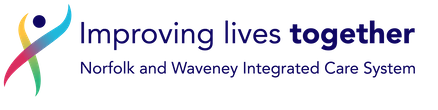 Improving lives together
Norfolk and Waveney Integrated Care System